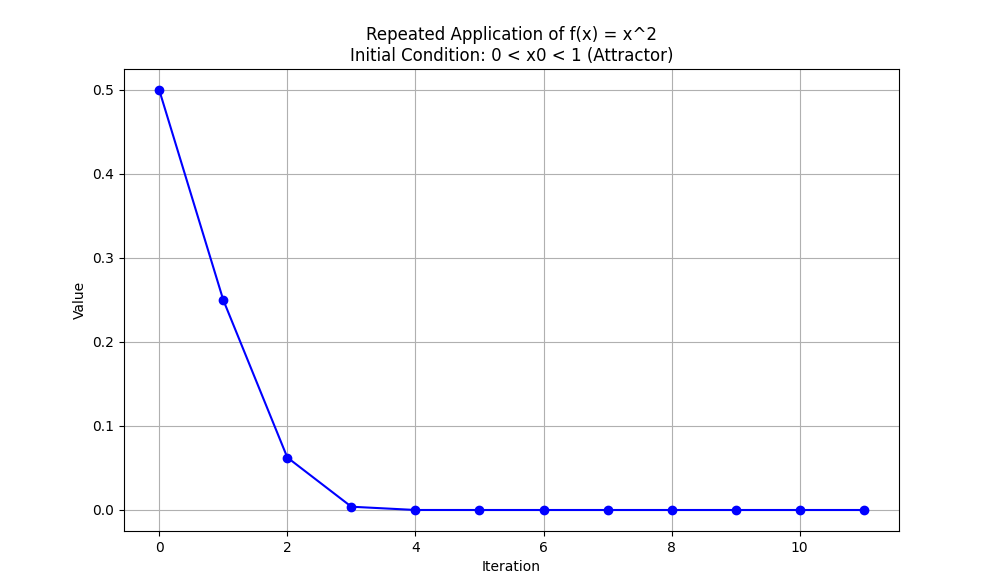 Repeated Application of f(x) = x^2
Initial Condition: 0 < x0 < 1 (Attractor)
0.5
0.4
0.3
0.2
0.1
0.0
Value
0 2 4 6 8 10
Iteration